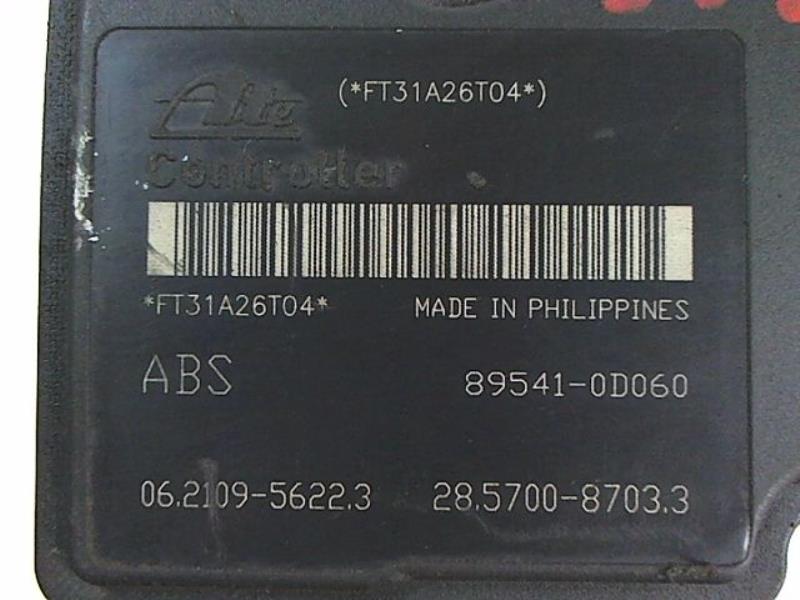 Ate (*FT31A26T04*)
Controller
*FT31A26T04* MADE IN PHILIPPINES
ABS 89541-0D060
06.2109-5622.3 28.5700-8703.3